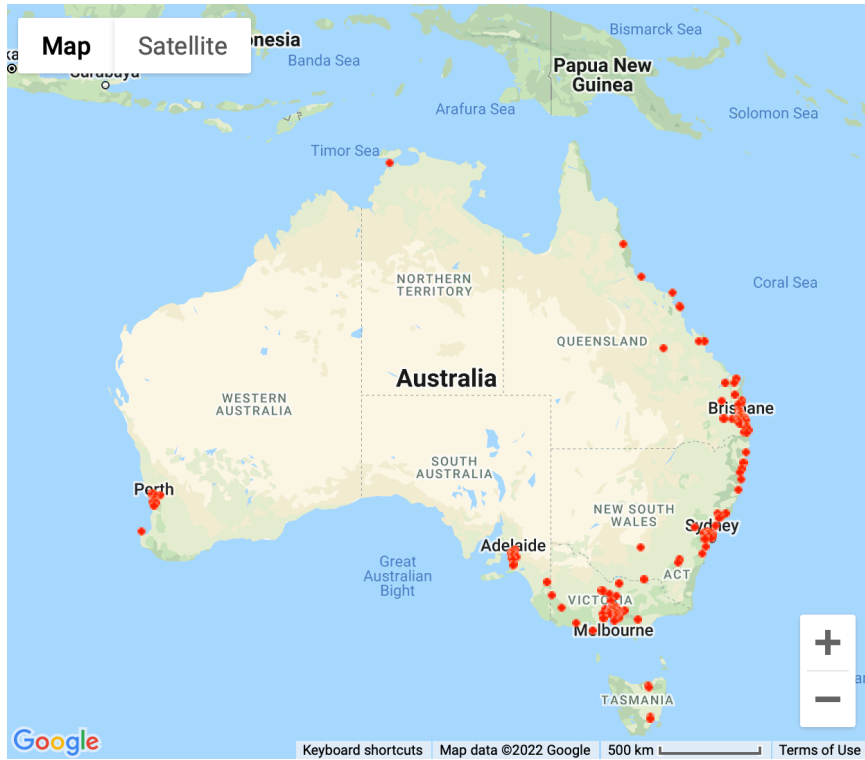 Map
Satellite
onesia
Bismarck Sea
Banda Sea
Papua New
Guinea
Arafura Sea
Solomon Sea
Timor Sea
NORTHERN
TERRITORY
Coral Sea
QUEENSLAND
Australia
WESTERN
AUSTRALIA
Brisbane
SOUTH
AUSTRALIA
Perth
NEW SOUTH
WALES
Sydney
Adelaide
Great
Australian
Bight
ACT
VICTORIA
Melbourne
TASMANIA
+
−
Google
Keyboard shortcuts
Map data ©2022 Google
500 km
Terms of Use